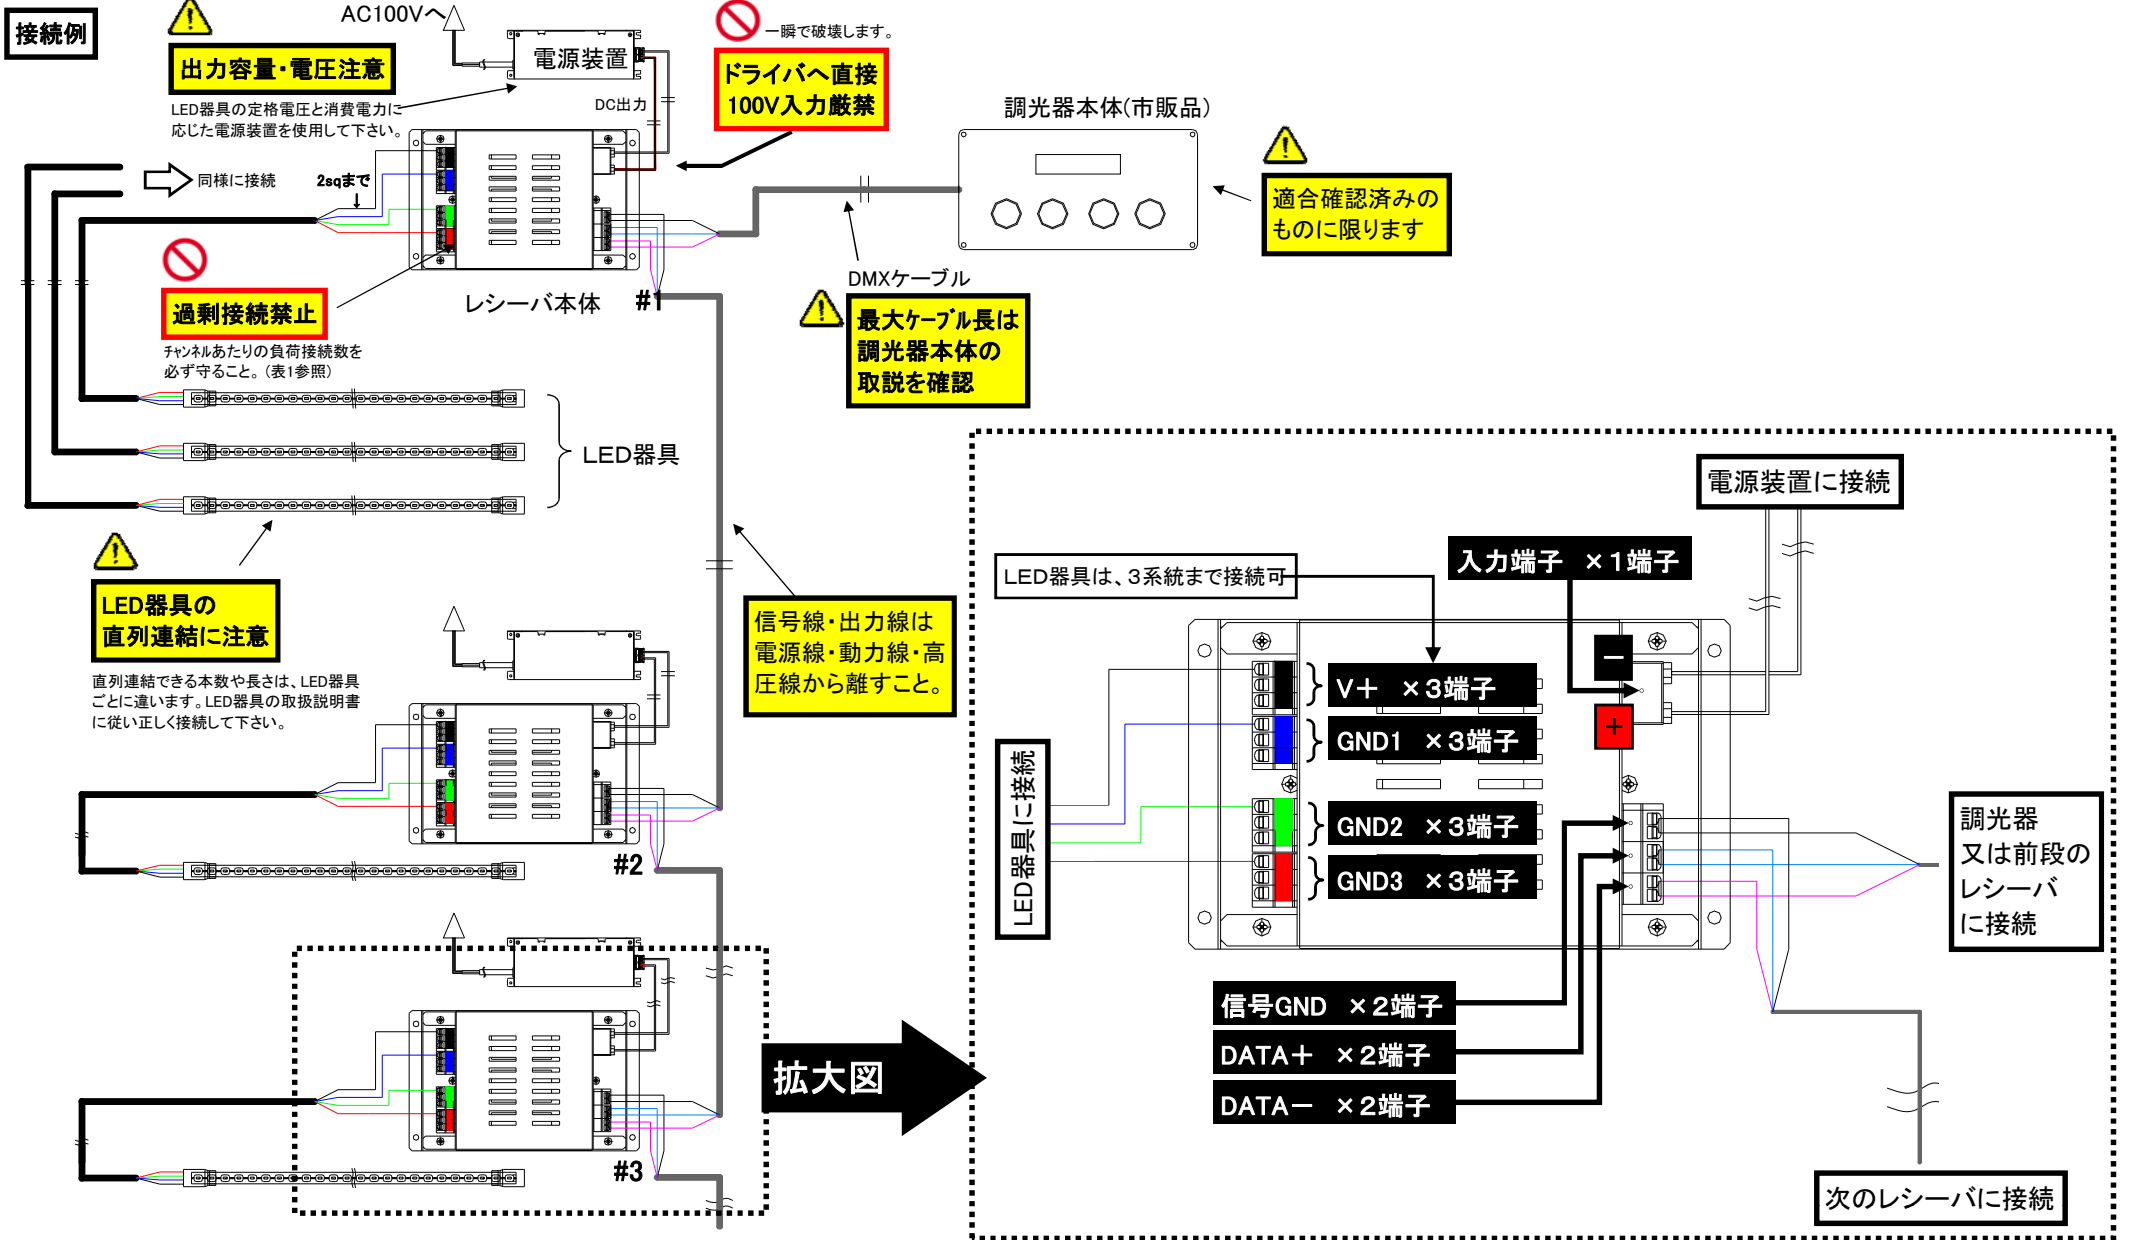 接続例
AC100Vへ
出力容量・電圧注意
LED器具の定格電圧と消費電力に
応じた電源装置を使用して下さい。
電源装置
DC出力
一瞬で破壊します。
ドライバへ直接
100V入力厳禁
調光器本体(市販品)
適合確認済みの
ものに限ります
同様に接続
2sqまで
過剰接続禁止
チャンネルあたりの負荷接続数を
必ず守ること。(表1参照)
レシーバ本体
#1
DMXケーブル
最大ケーブル長は
調光器本体の
取説を確認
LED器具
LED器具の
直列連結に注意
直列連結できる本数や長さは、LED器具
ごとに違います。LED器具の取扱説明書
に従い正しく接続して下さい。
信号線・出力線は
電源線・動力線・高
圧線から離すこと。
#2
#3
拡大図
電源装置に接続
入力端子 ×1端子
LED器具は、3系統まで接続可
－
+
V＋ ×3端子
GND1 ×3端子
GND2 ×3端子
GND3 ×3端子
LED器具に接続
調光器
又は前段の
レシーバ
に接続
信号GND ×2端子
DATA＋ ×2端子
DATA－ ×2端子
次のレシーバに接続